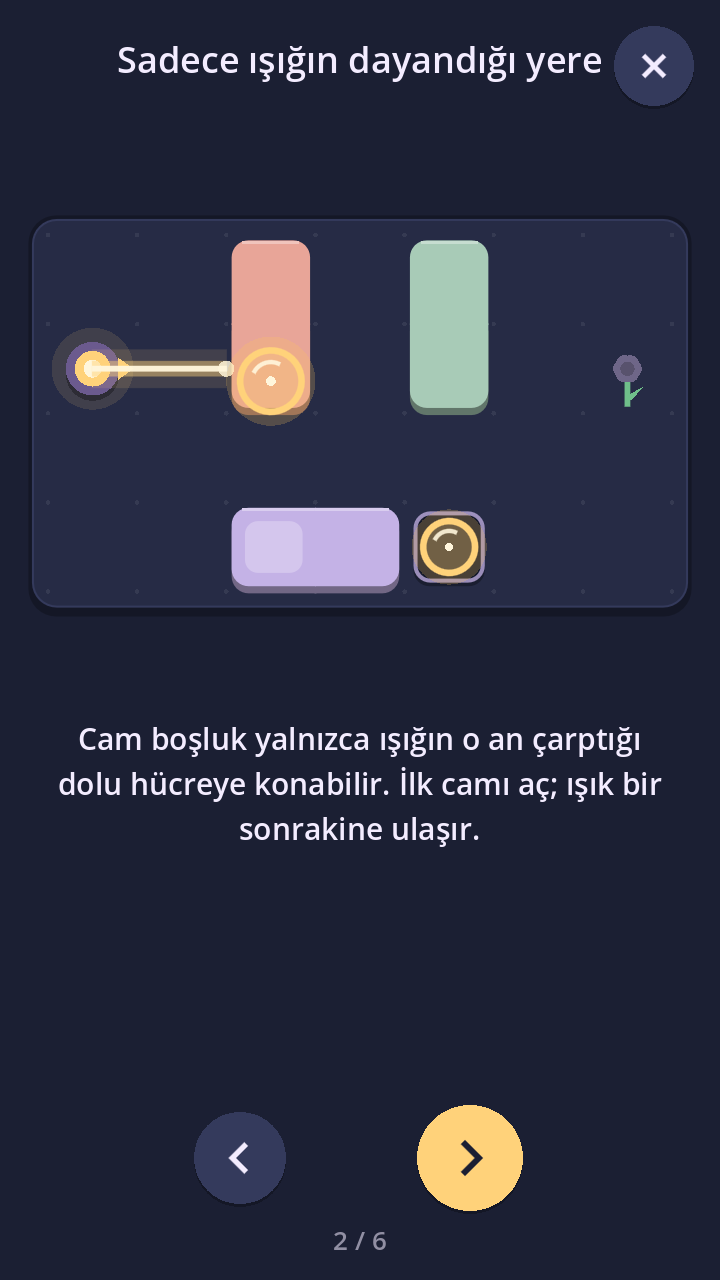 Sadece ışığın dayandığı yere
Cam boşluk yalnızca ışığın o an çarptığı
dolu hücreye konabilir. İlk camı aç; ışık bir
sonrakine ulaşır.
2 / 6